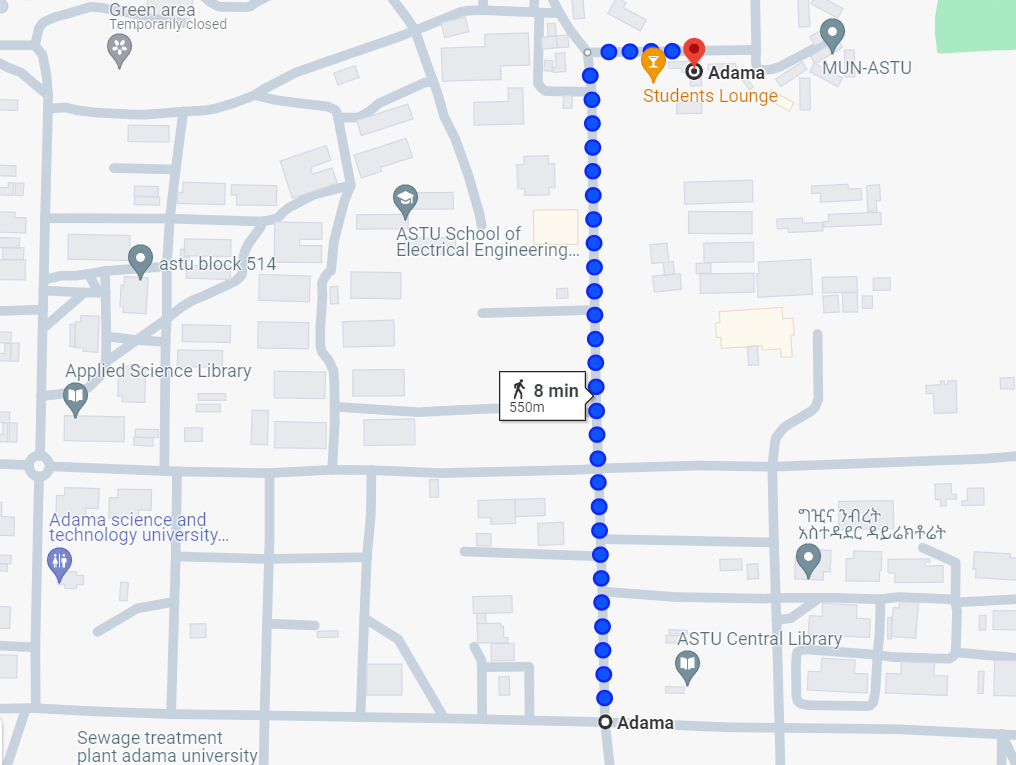 Green area
Temporarily closed
Adama
MUN-ASTU
Students Lounge
ASTU School of
Electrical Engineering...
astu block 514
Applied Science Library
8 min
550m
Adama science and
technology university...
ግዢና ንብረት
አስተዳደር ዳይሬክቶሬት
ASTU Central Library
Adama
Sewage treatment
plant adama university